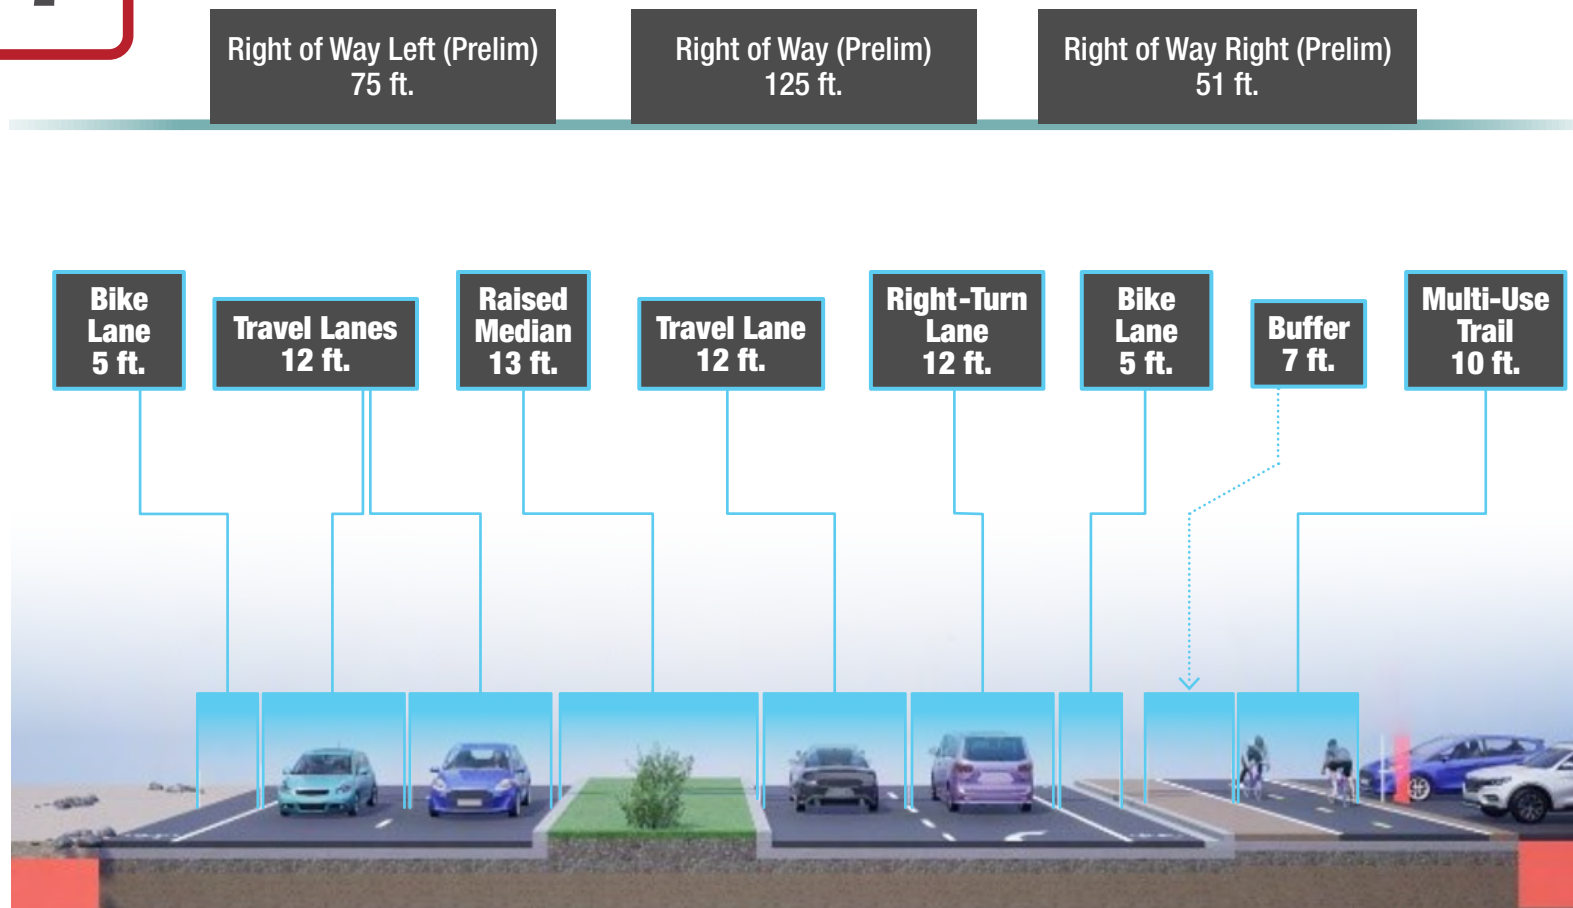 Right of Way Left (Prelim)
75 ft.
Right of Way (Prelim)
125 ft.
Right of Way Right (Prelim)
51 ft.
Bike
Lane
5 ft.
Travel Lanes
12 ft.
Raised
Median
13 ft.
Travel Lane
12 ft.
Right-Turn
Lane
12 ft.
Bike
Lane
5 ft.
Buffer
7 ft.
Multi-Use
Trail
10 ft.